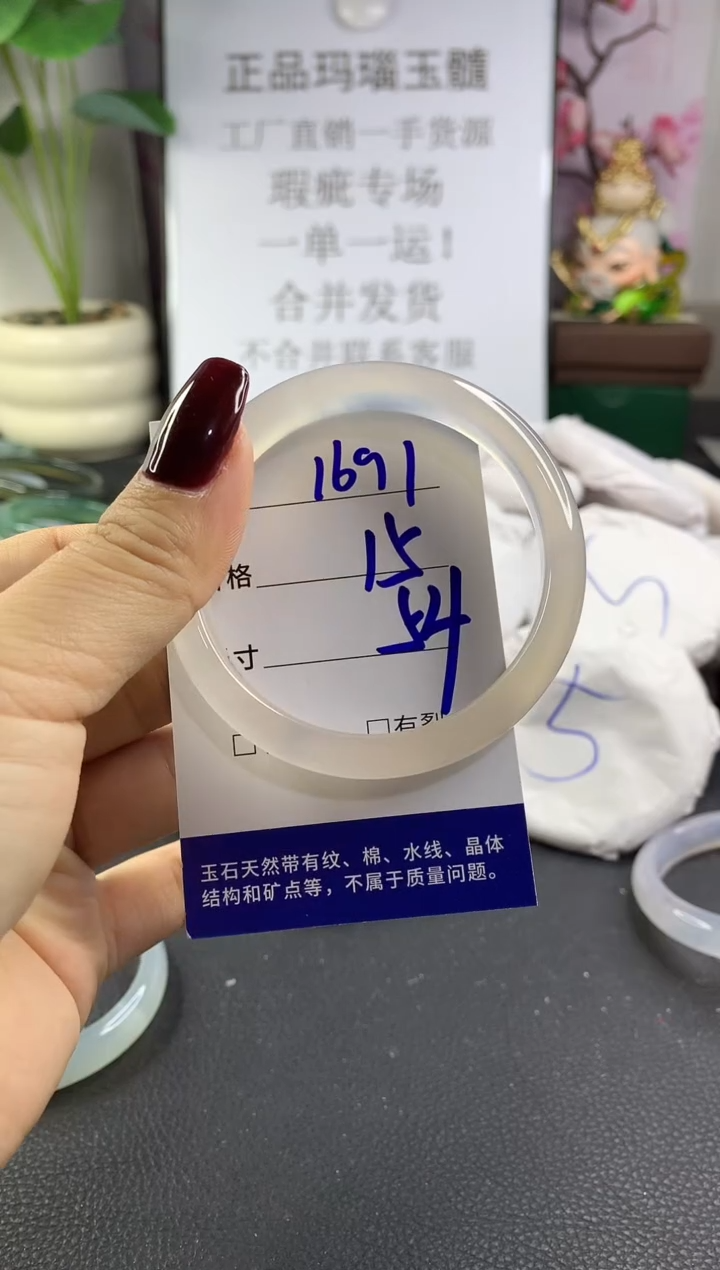 正品玛瑙玉髓
工厂直销一手货源
瑕疵专场
一单一运!
合并发货
不合并联系客服
1691
格 15
寸 54
□ □有列
玉石天然带有纹、棉、水线、晶体
结构和矿点等，不属于质量问题。
5